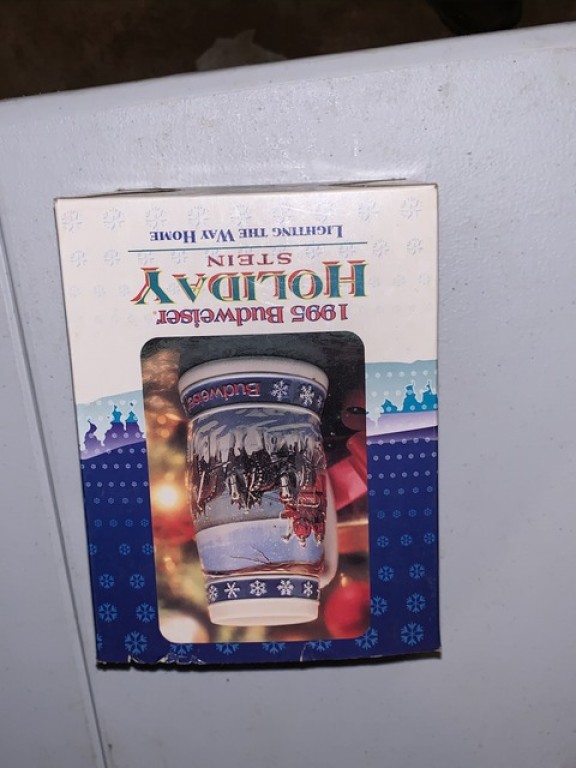 1995 Budweiser®
HOLIDAY
STEIN
LIGHTING THE WAY HOME
Budweiser